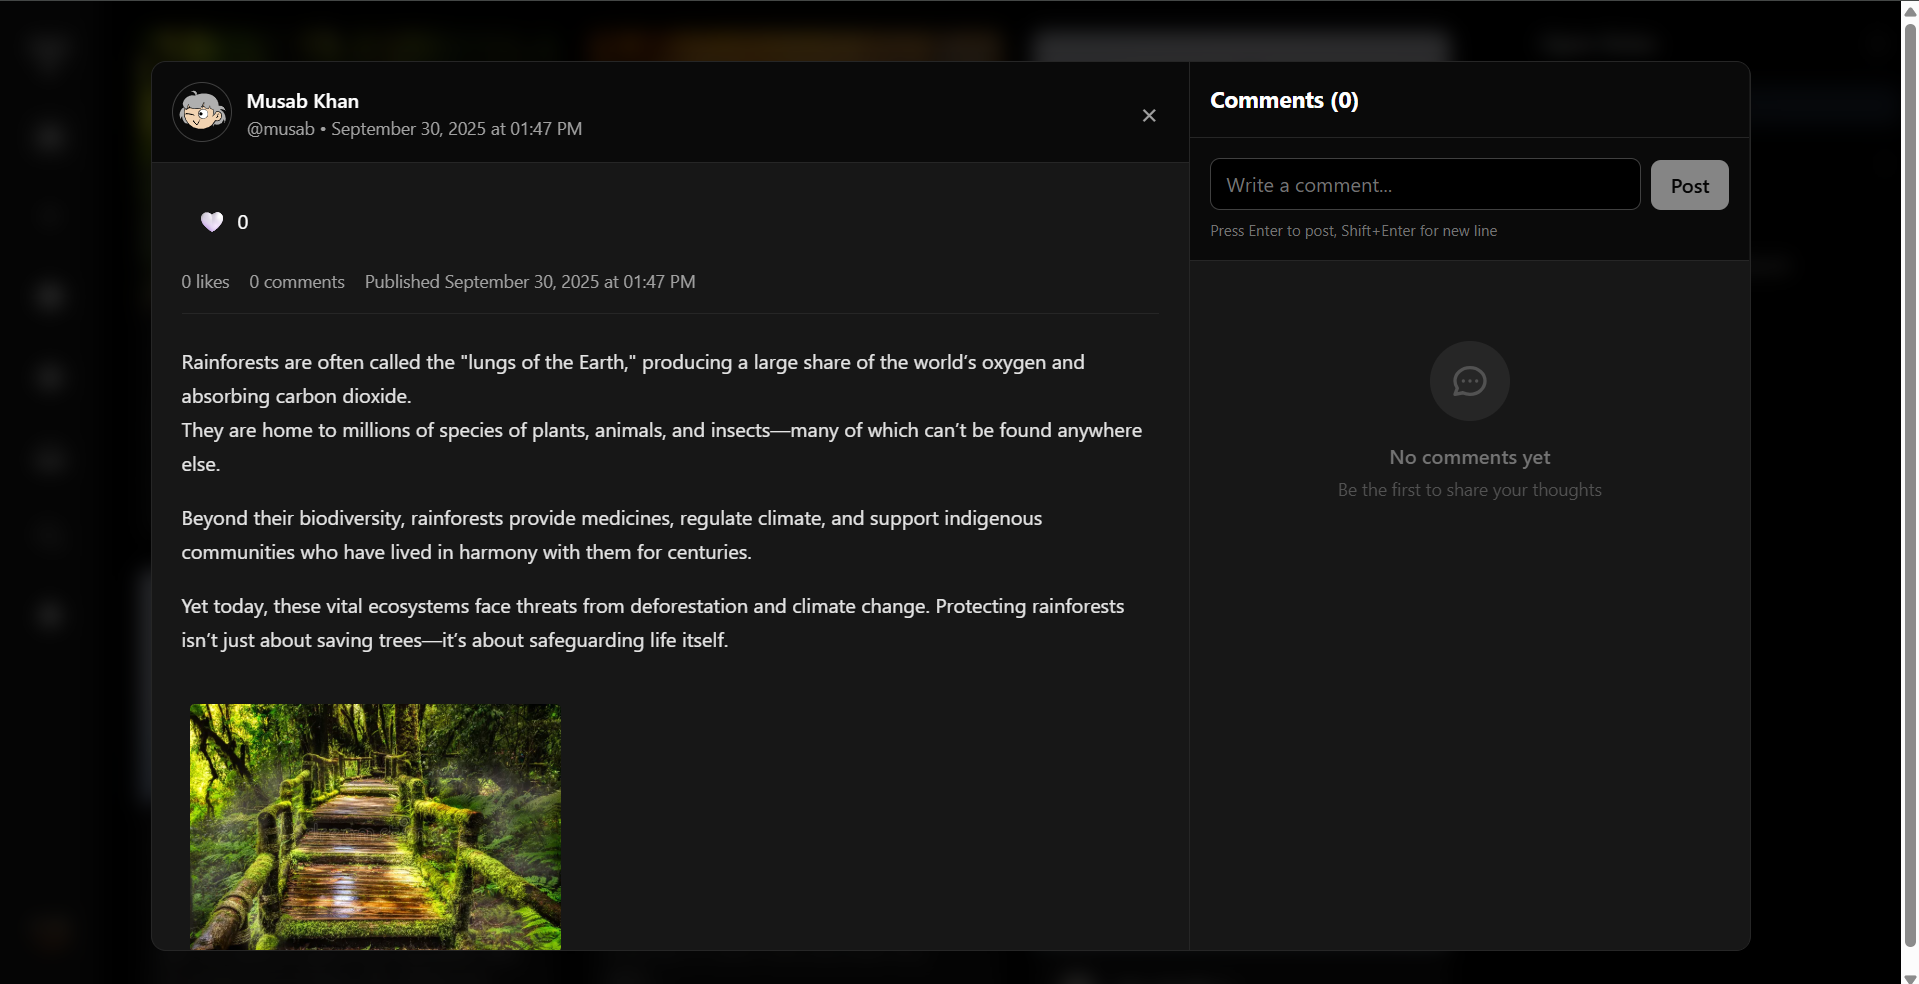 Musab Khan
@musab • September 30, 2025 at 01:47 PM
0
0 likes 0 comments Published September 30, 2025 at 01:47 PM
Rainforests are often called the "lungs of the Earth," producing a large share of the world’s oxygen and
absorbing carbon dioxide.
They are home to millions of species of plants, animals, and insects—many of which can’t be found anywhere
else.
Beyond their biodiversity, rainforests provide medicines, regulate climate, and support indigenous
communities who have lived in harmony with them for centuries.
Yet today, these vital ecosystems face threats from deforestation and climate change. Protecting rainforests
isn’t just about saving trees—it’s about safeguarding life itself.
Comments (0)
Write a comment...
Post
Press Enter to post, Shift+Enter for new line
No comments yet
Be the first to share your thoughts